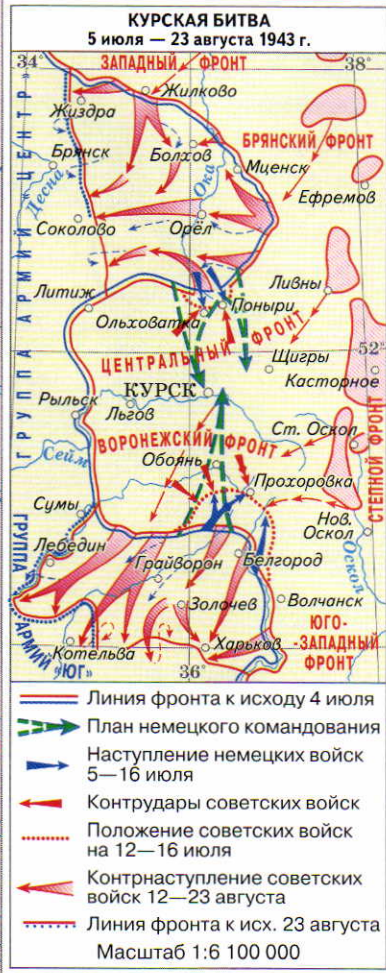 КУРСКАЯ БИТВА
5 июля — 23 августа 1943 г.
34°
ЗАПАДНЫЙ ФРОНТ
38°
Жилково
Жиздра
Брянск
Болхов
БРЯНСКИЙ ФРОНТ
Мценск
Десна
Ока
Ефремов
Соколово
Орёл
ГРУППА АРМИЙ „ЦЕНТР“
Литиж
Ливны
Поныри
Ольховатка
ЦЕНТРАЛЬНЫЙ ФРОНТ
52°
Щигры
Касторное
КУРСК
Рыльск
Льгов
ВОРОНЕЖСКИЙ ФРОНТ
Ст. Оскол
СТЕПНОЙ ФРОНТ
Сейм
Обоянь
Прохоровка
Сумы
Нов.
Оскол
Лебедин
Грайворон
Белгород
Оскол
ГРУППА
АРМИЙ „ЮГ“
Золочев
Волчанск
ЮГО-
-ЗАПАДНЫЙ
ФРОНТ
Котельва
36°
Харьков
Линия фронта к исходу 4 июля
План немецкого командования
Наступление немецких войск
5—16 июля
Контрудары советских войск
Положение советских войск
на 12—16 июля
Контрнаступление советских
войск 12—23 августа
Линия фронта к исх. 23 августа
Масштаб 1:6 100 000